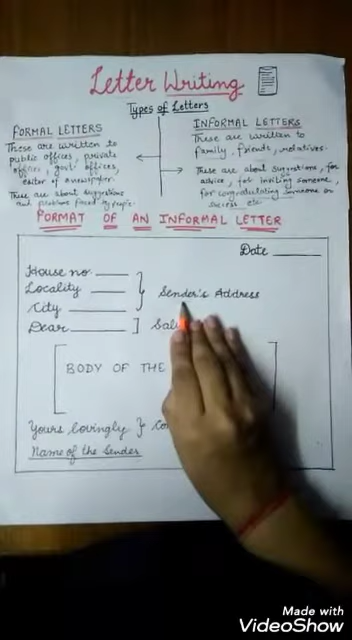 Letter Writing
Types of Letters
FORMAL LETTERS
These are written to
public offices, private
offices, govt. offices,
editor of a newspaper.
These are about suggestions
and problems faced by people.
INFORMAL LETTERS
These are written to
family, friends, relatives.
These are about suggestions, for
advice, for inviting someone,
for congratulating someone on
success etc.
FORMAT OF AN INFORMAL LETTER
Date
House no.
Locality
City
Sender's Address
Dear
BODY OF THE
Yours lovingly
Name of the Sender
Made with
VideoShow